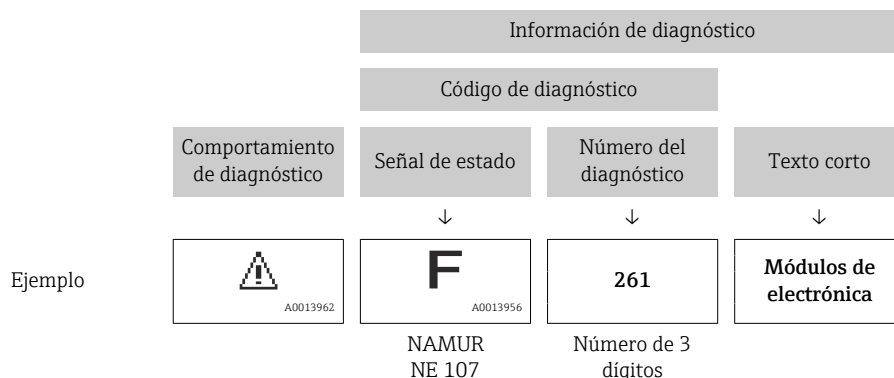 Información de diagnóstico
Código de diagnóstico
Comportamiento
de diagnóstico
Señal de estado
Número del
diagnóstico
Texto corto
↓
↓
↓
Ejemplo
A0013962
F
A0013956
261
Módulos de
electrónica
NAMUR
NE 107
Número de 3
dígitos